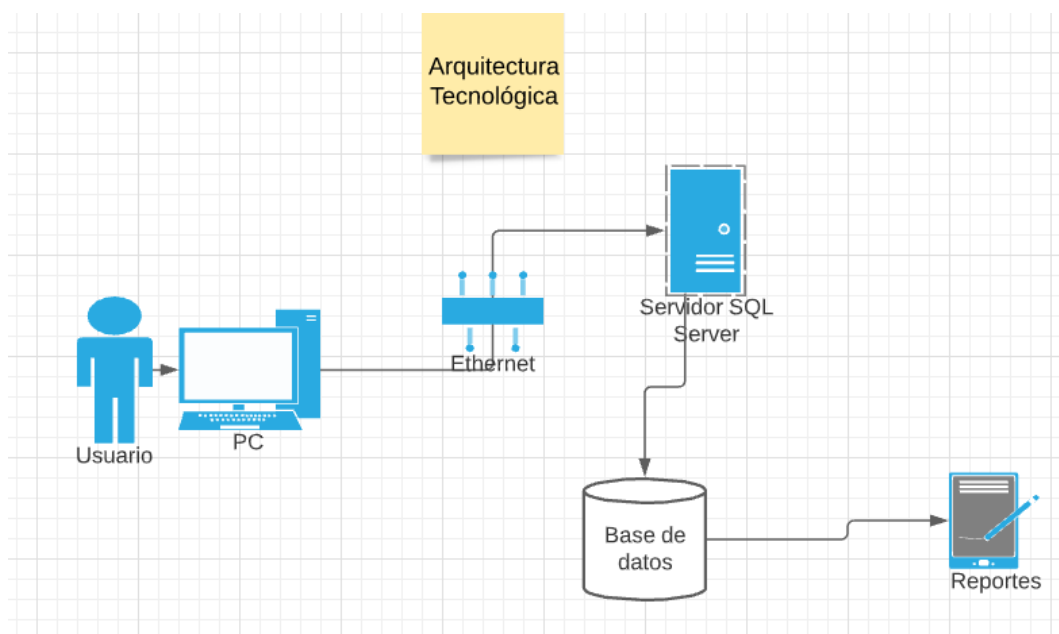 Arquitectura
Tecnológica
Servidor SQL
Server
Ethernet
Usuario
PC
Base de
datos
Reportes